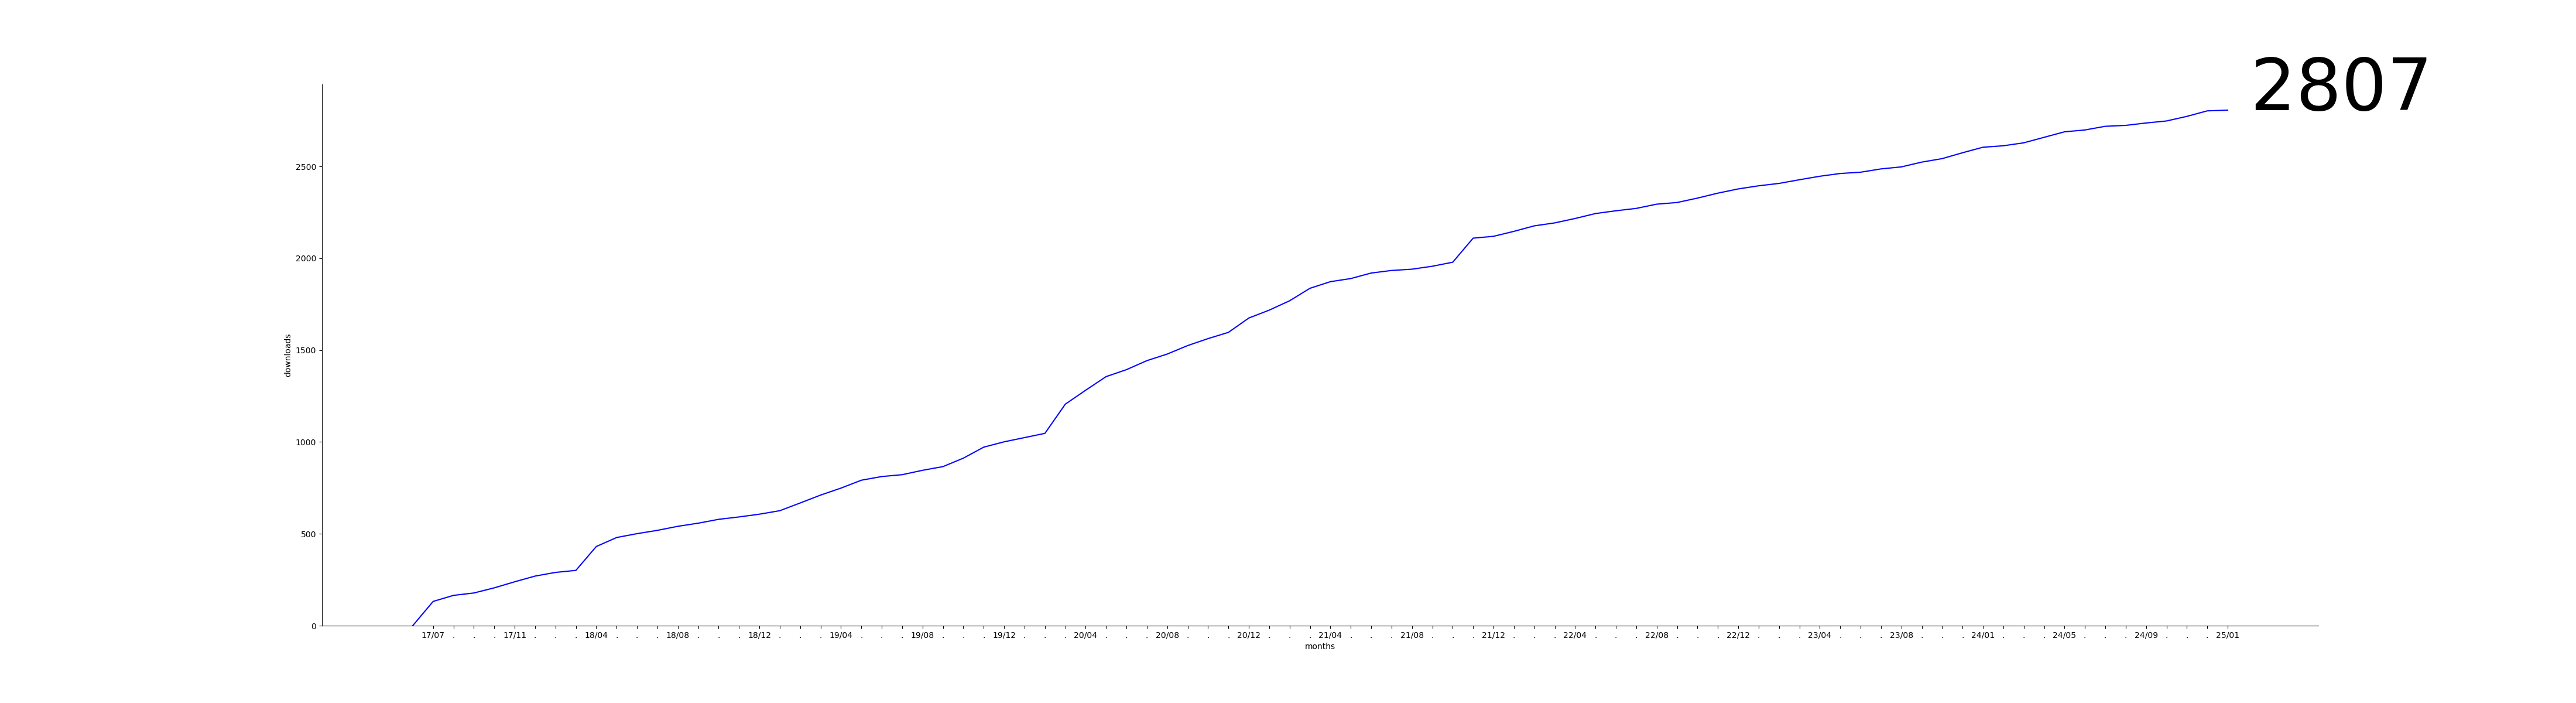 2807
2500
2000
1500
1000
500
0
downloads
17/07 . . . 17/11 . . . 18/04 . . . 18/08 . . . 18/12 . . . 19/04 . . . 19/08 . . . 19/12 . . . 20/04 . . . 20/08 . . . 20/12 . . . 21/04 . . . 21/08 . . . 21/12 . . . 22/04 . . . 22/08 . . . 22/12 . . . 23/04 . . . 23/08 . . . 24/01 . . . 24/05 . . . 24/09 . . . 25/01
months